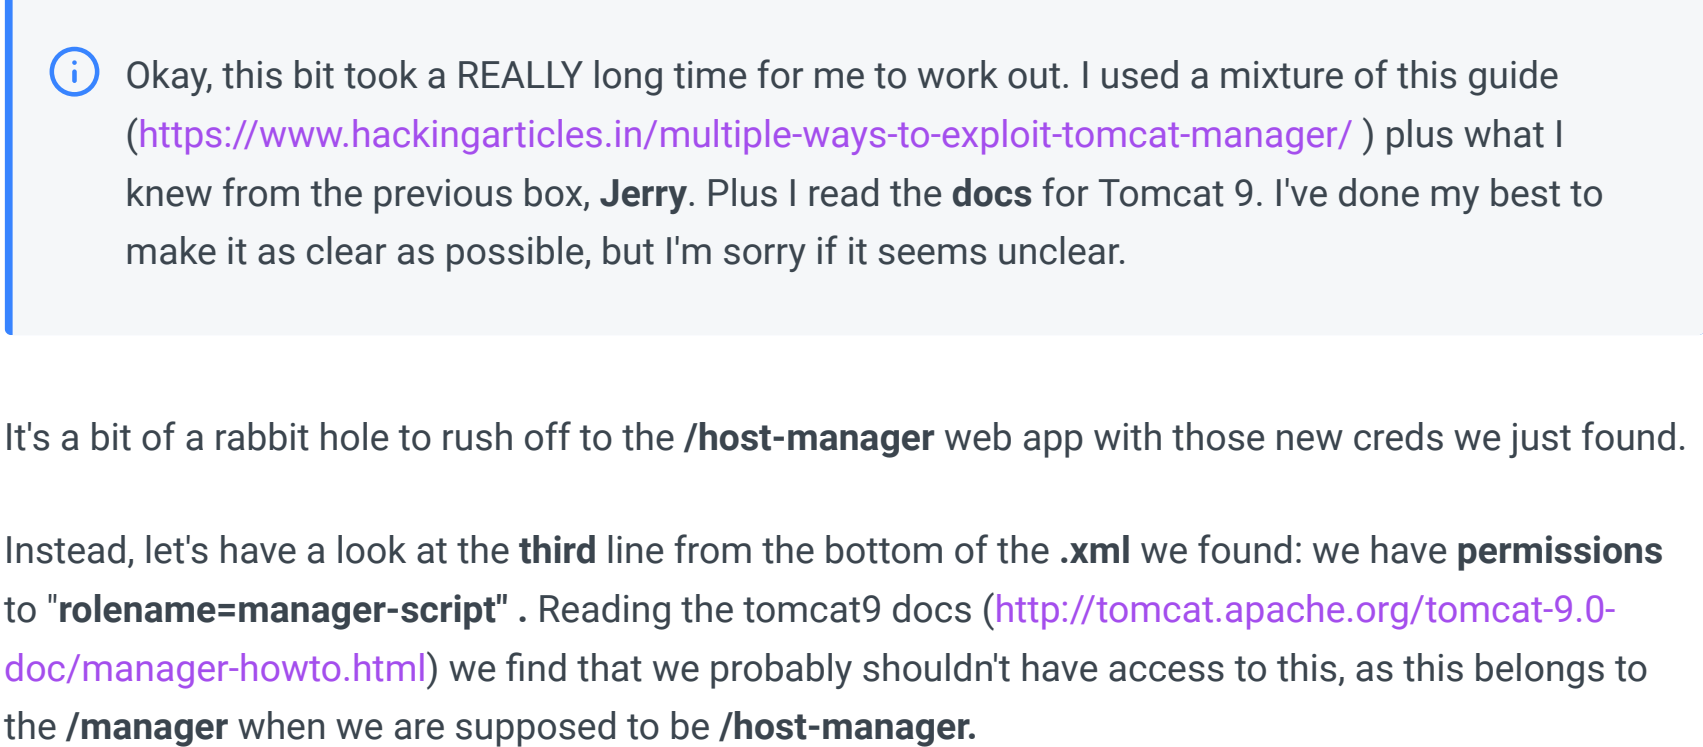 Okay, this bit took a REALLY long time for me to work out. I used a mixture of this guide
(https://www.hackingarticles.in/multiple-ways-to-exploit-tomcat-manager/ ) plus what I
knew from the previous box, Jerry. Plus I read the docs for Tomcat 9. I've done my best to
make it as clear as possible, but I'm sorry if it seems unclear.
It's a bit of a rabbit hole to rush off to the /host-manager web app with those new creds we just found.
Instead, let's have a look at the third line from the bottom of the .xml we found: we have permissions
to "rolename=manager-script" . Reading the tomcat9 docs (http://tomcat.apache.org/tomcat-9.0-
doc/manager-howto.html) we find that we probably shouldn't have access to this, as this belongs to
the /manager when we are supposed to be /host-manager.